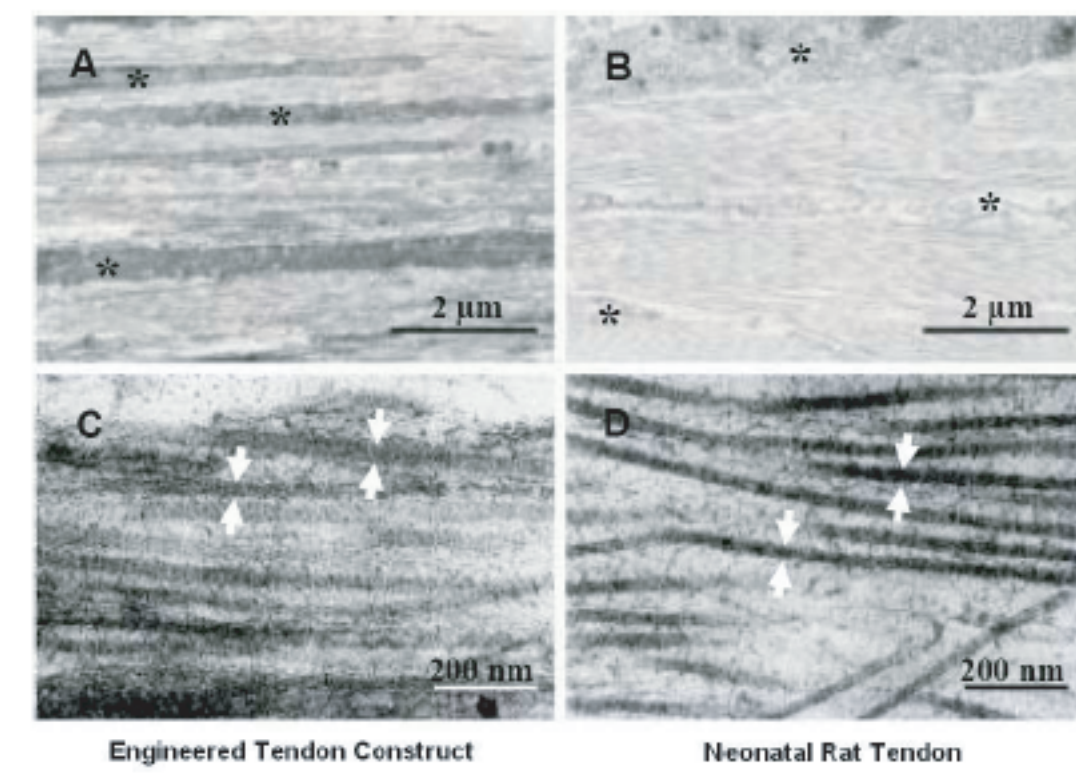 A
*
*
*
2 µm
B
*
*
*
2 µm
C
200 nm
D
200 nm
Engineered Tendon Construct
Neonatal Rat Tendon